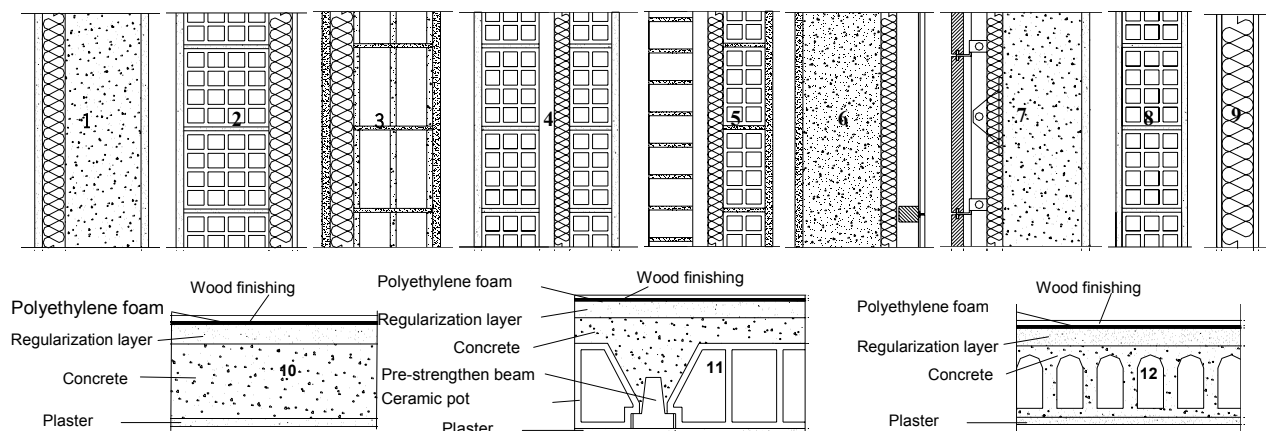 1 2 3 4 5 6 7 8 9
Wood finishing
Polyethylene foam
Regularization layer
Concrete
Plaster
10
Wood finishing
Polyethylene foam
Regularization layer
Concrete
Pre-strengthen beam
Ceramic pot
Plaster
11
Wood finishing
Polyethylene foam
Regularization layer
Concrete
Plaster
12